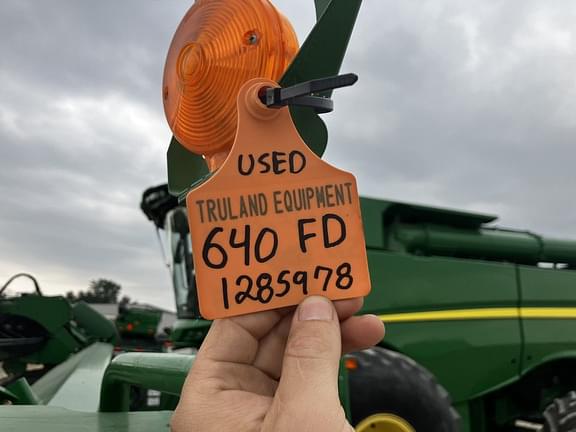 USED
TRULAND EQUIPMENT
640 FD
1285978